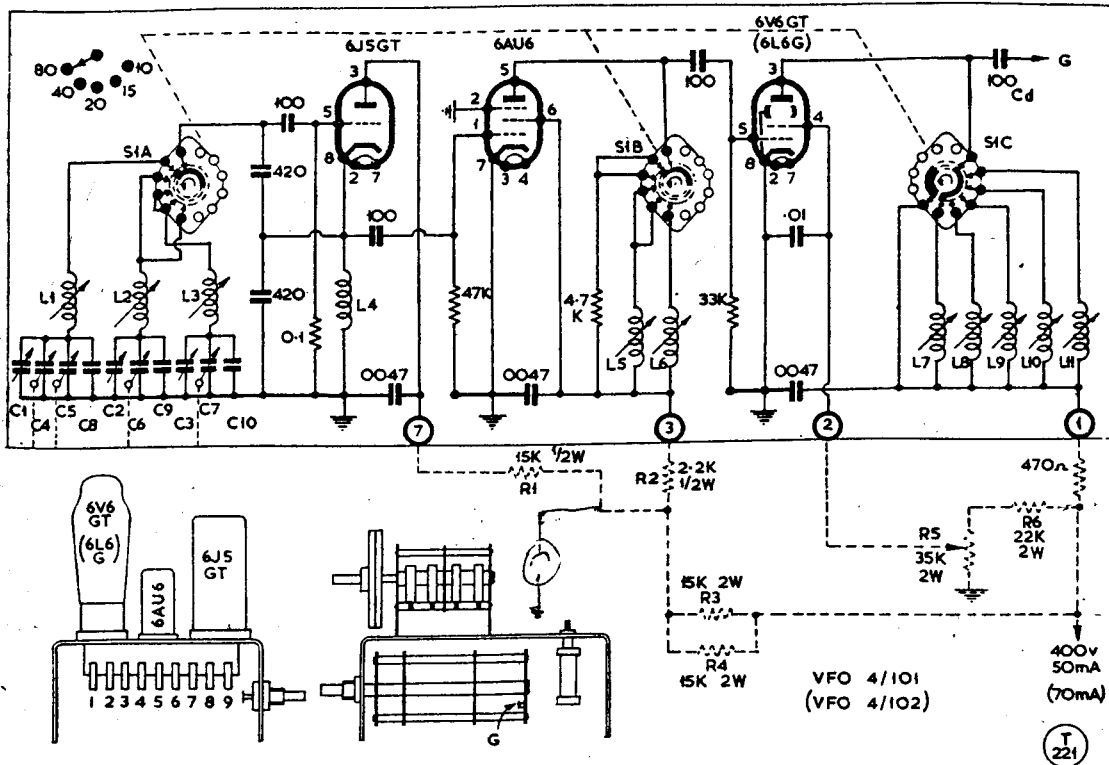 6J5GT
6AU6
6V6GT
(6L6G)
80
40
20
15
10
S1A
S1B
S1C
100
420
420
100
0·1
L4
0047
3
5
8
2
7
5
2
1
7
3
4
6
47K
0047
4·7
K
L5
L6
100
33K
3
5
8
2
7
4
·01
0047
100
Cd
G
L1
L2
L3
L7
L8
L9
L10
L11
C1
C4
C5
C8
C2
C6
C9
C3
C7
C10
7
3
2
1
15K 1/2W
R1
R2
2·2K
1/2W
470Ω
R5
35K
2W
R6
22K
2W
15K 2W
R3
R4
15K 2W
400v
50mA
(70mA)
VFO 4/101
(VFO 4/102)
6V6
GT
(6L6)
G
6AU6
6J5
GT
1 2 3 4 5 6 7 8 9
G
T
221